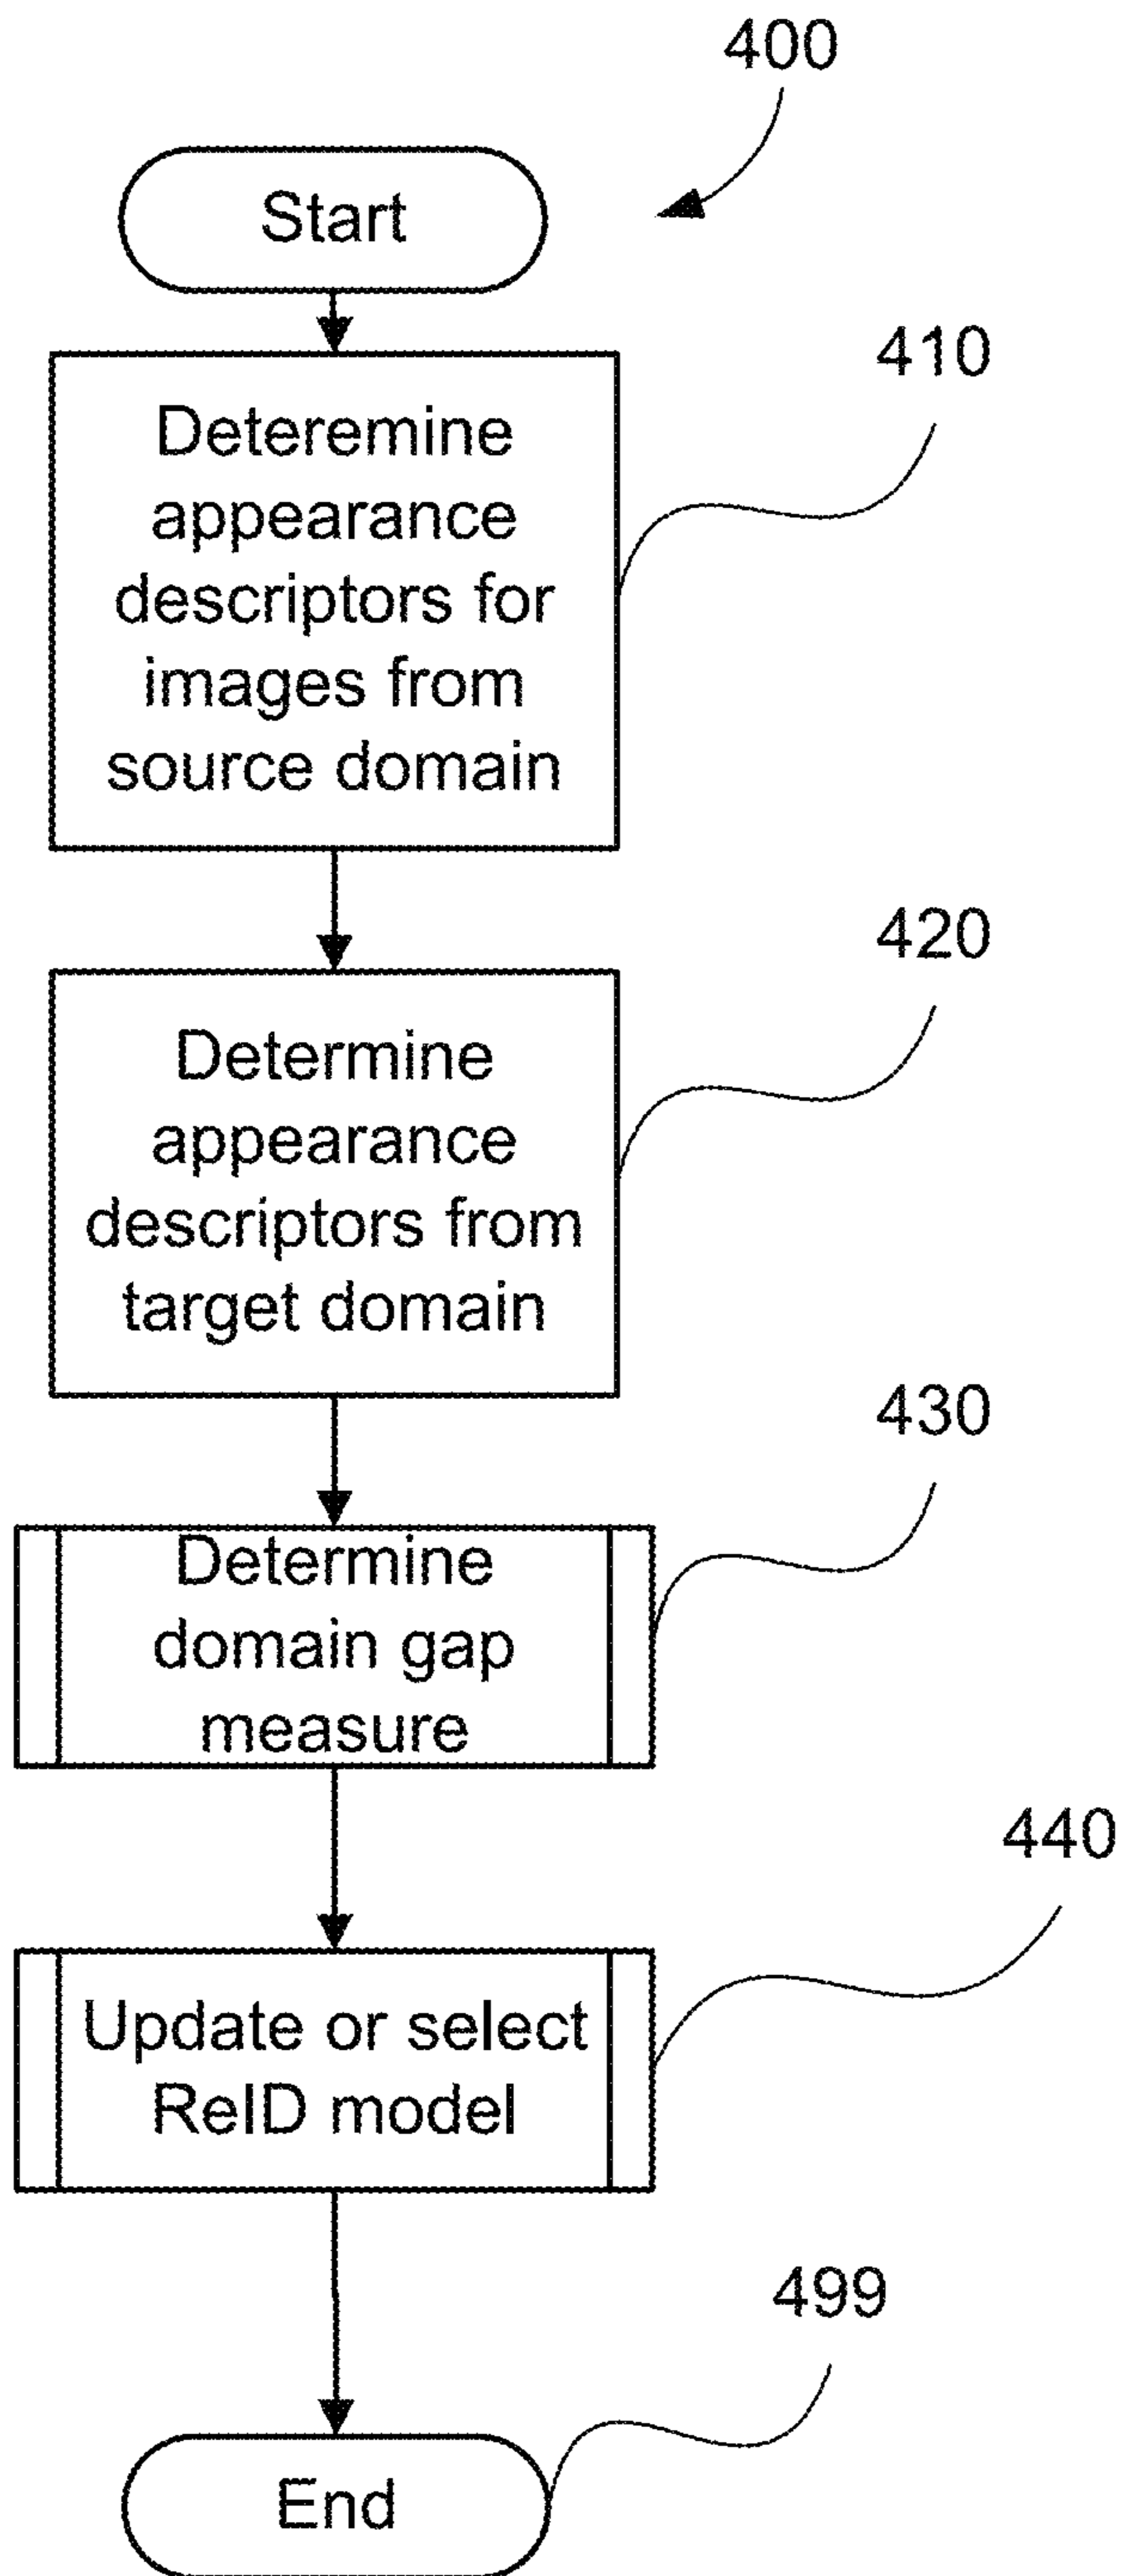 400
Start
410
Deteremine
appearance
descriptors for
images from
source domain
420
Determine
appearance
descriptors from
target domain
430
Determine
domain gap
measure
440
Update or select
ReID model
499
End